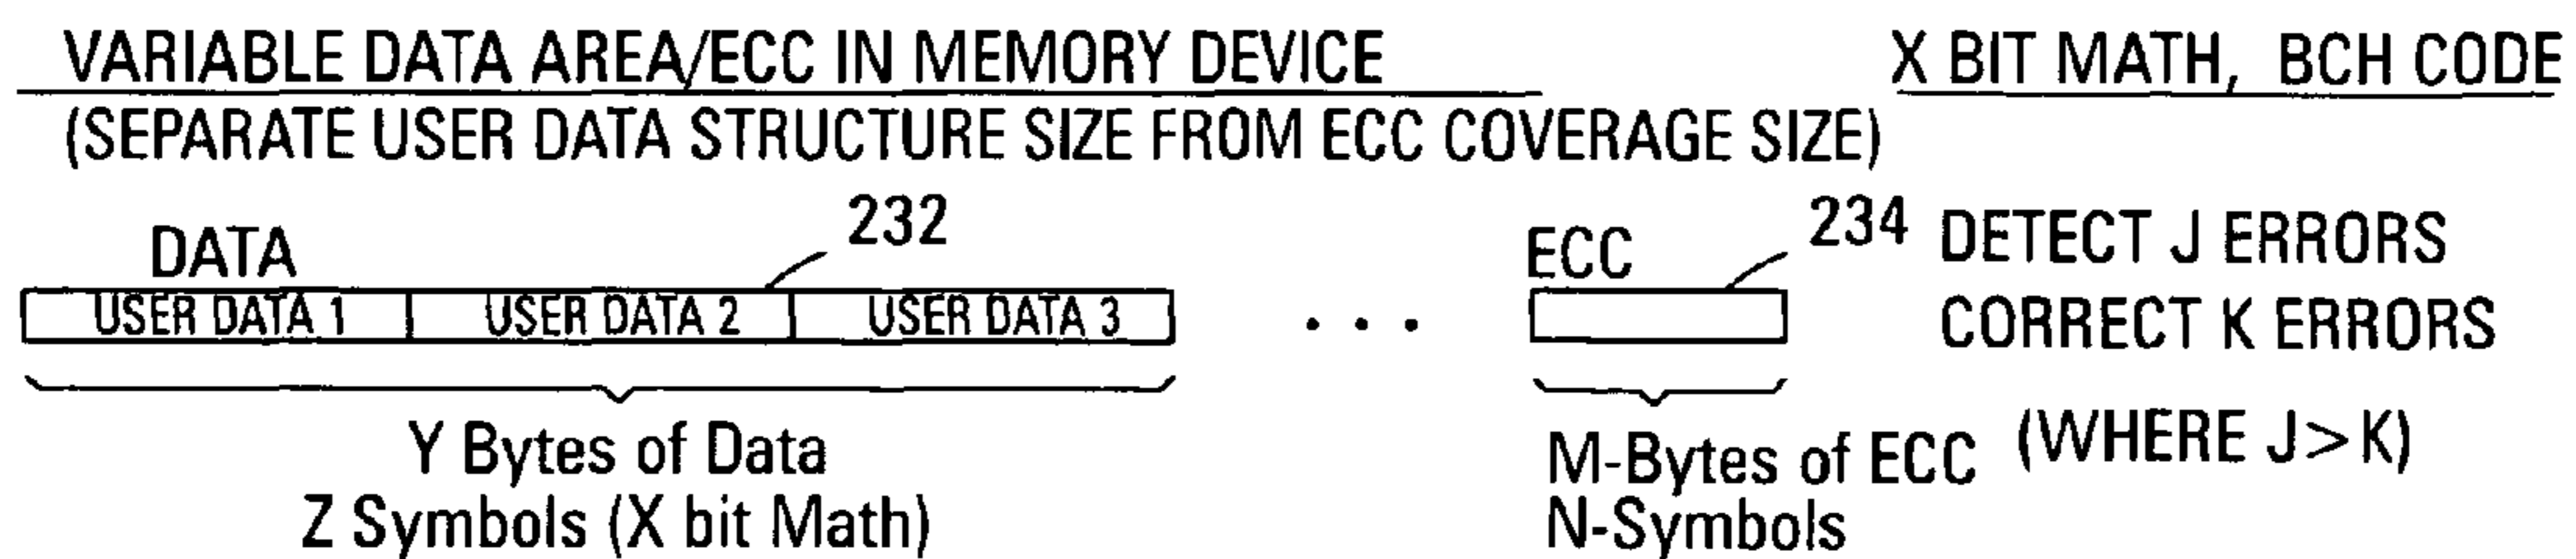 VARIABLE DATA AREA/ECC IN MEMORY DEVICE
X BIT MATH, BCH CODE
(SEPARATE USER DATA STRUCTURE SIZE FROM ECC COVERAGE SIZE)
232
234
DETECT J ERRORS
DATA
ECC
USER DATA 1
USER DATA 2
USER DATA 3
. . .
CORRECT K ERRORS
(WHERE J>K)
Y Bytes of Data
M-Bytes of ECC
Z Symbols (X bit Math)
N-Symbols